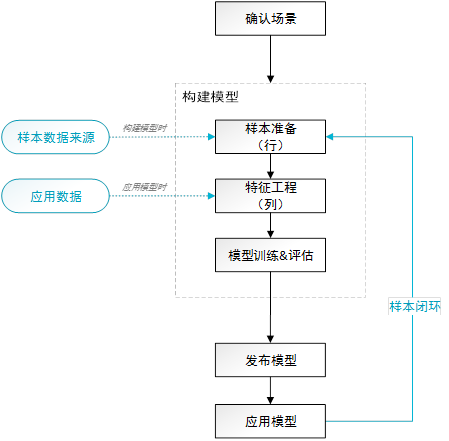 确认场景
构建模型
样本数据来源
构建模型时
样本准备
（行）
应用数据
应用模型时
特征工程
（列）
模型训练&评估
样本闭环
发布模型
应用模型